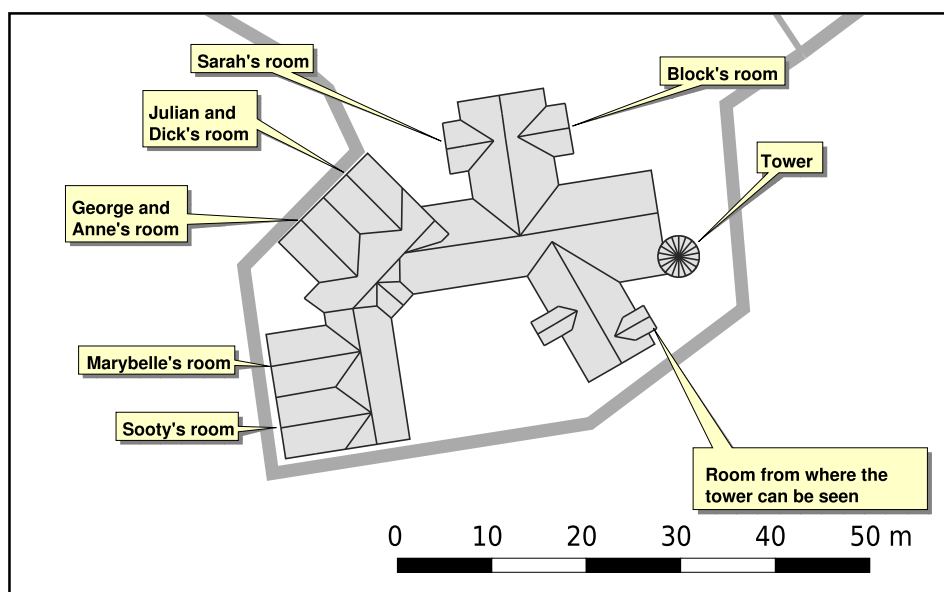 Sarah's room
Block's room
Julian and
Dick's room
Tower
George and
Anne's room
Marybelle's room
Sooty's room
Room from where the
tower can be seen
0 10 20 30 40 50 m